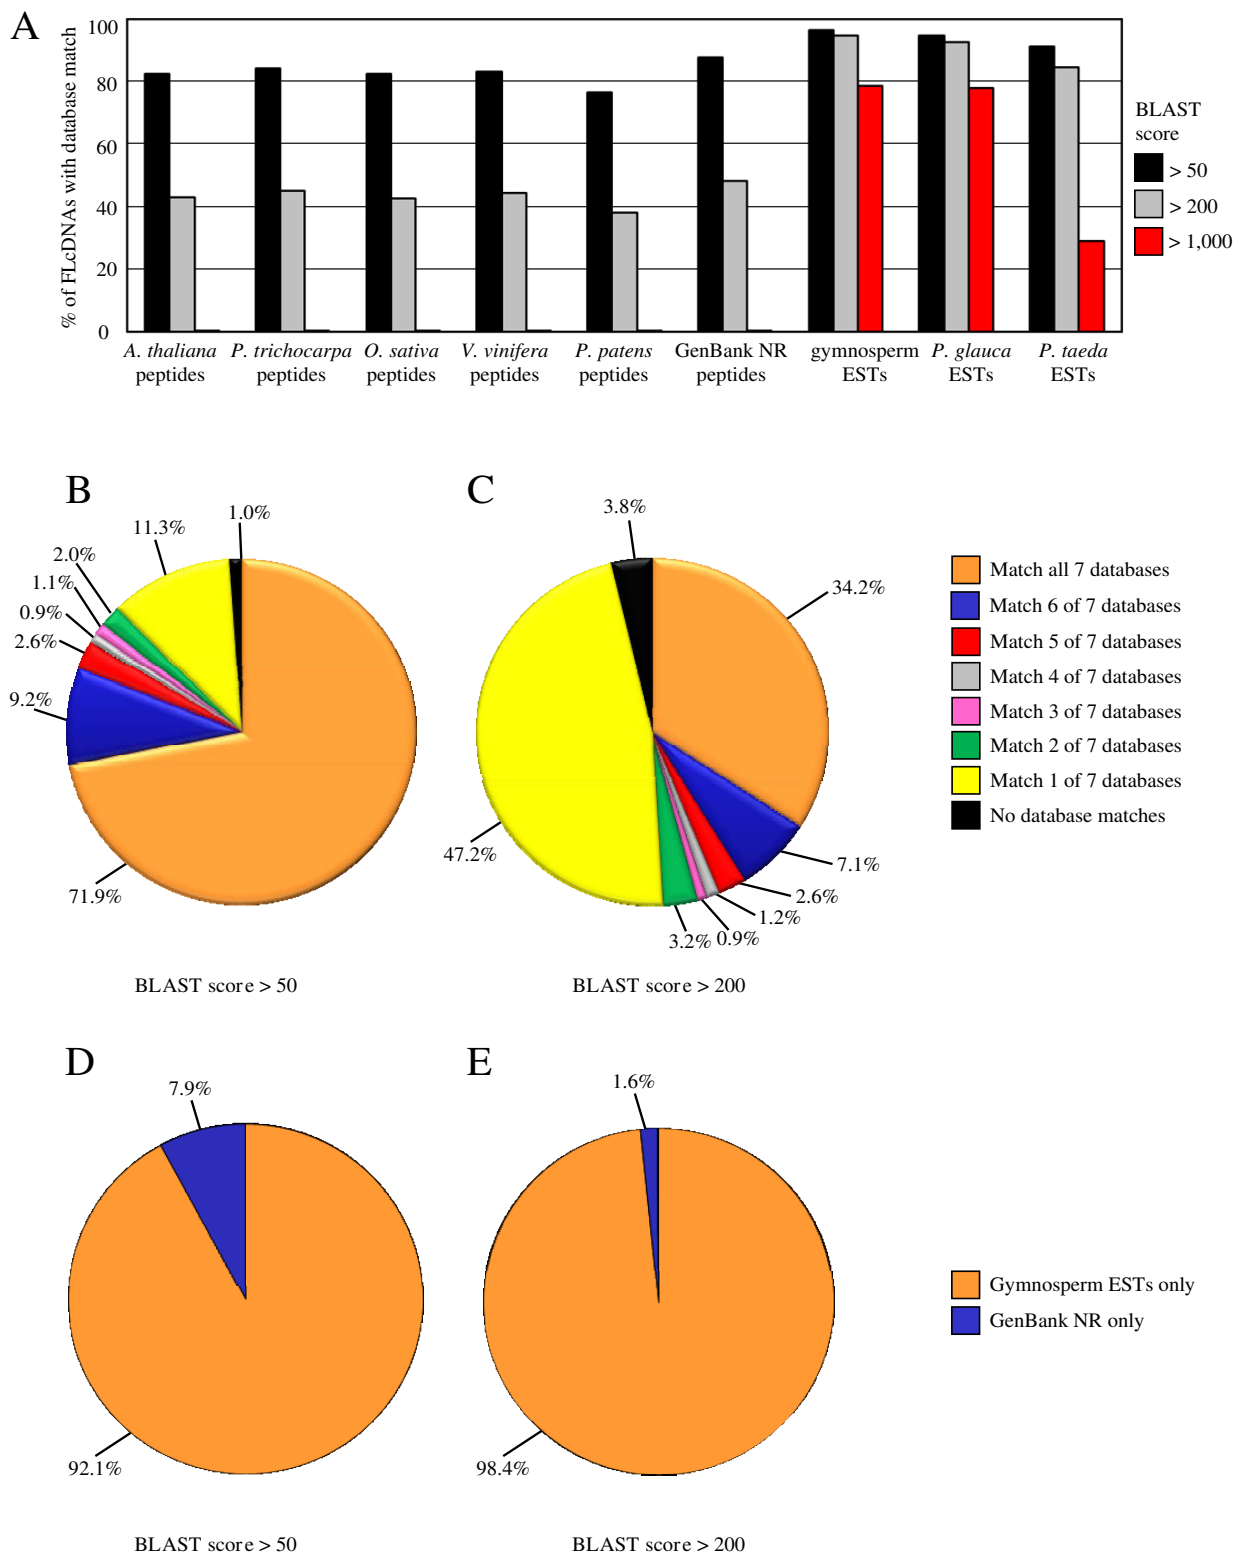 A
% of FLcDNAs with database match
100
80
60
40
20
0
A. thaliana peptides
P. trichocarpa peptides
O. sativa peptides
V. vinifera peptides
P. patens peptides
GenBank NR peptides
gymnosperm ESTs
P. glauca ESTs
P. taeda ESTs
BLAST score
> 50
> 200
> 1,000
B
1.0%
11.3%
2.0%
1.1%
0.9%
2.6%
9.2%
71.9%
BLAST score > 50
C
3.8%
34.2%
7.1%
2.6%
1.2%
0.9%
3.2%
47.2%
BLAST score > 200
Match all 7 databases
Match 6 of 7 databases
Match 5 of 7 databases
Match 4 of 7 databases
Match 3 of 7 databases
Match 2 of 7 databases
Match 1 of 7 databases
No database matches
D
7.9%
92.1%
BLAST score > 50
E
1.6%
98.4%
BLAST score > 200
Gymnosperm ESTs only
GenBank NR only